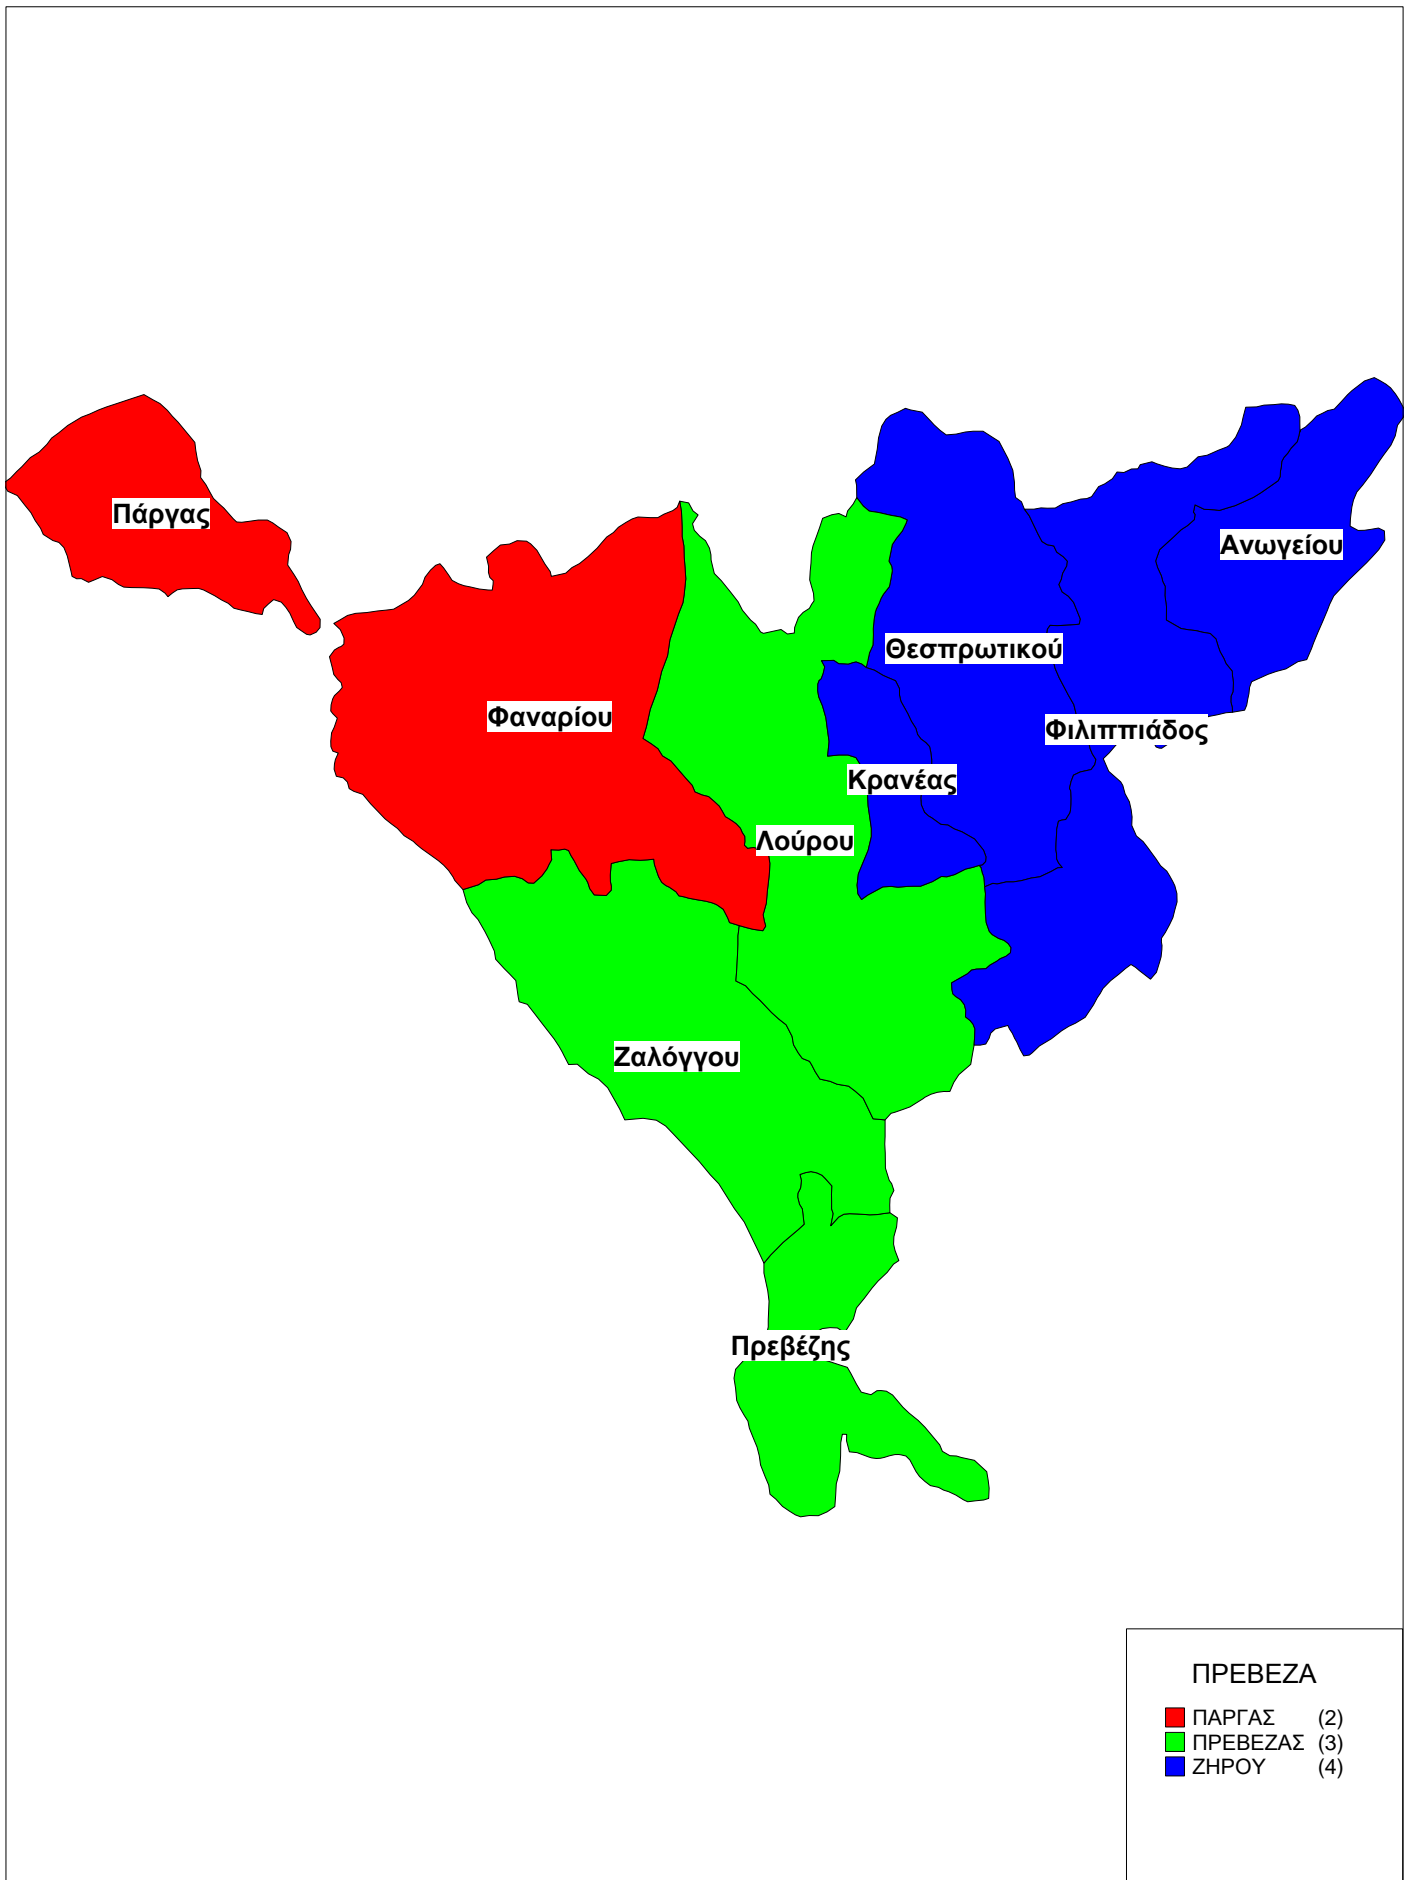 Πάργας
Ανωγείου
Θεσπρωτικού
Φαναρίου
Φιλιππιάδος
Κρανέας
Λούρου
Ζαλόγγου
Πρεβέζης
ΠΡΕΒΕΖΑ
ΠΑΡΓΑΣ (2)
ΠΡΕΒΕΖΑΣ (3)
ΖΗΡΟΥ (4)